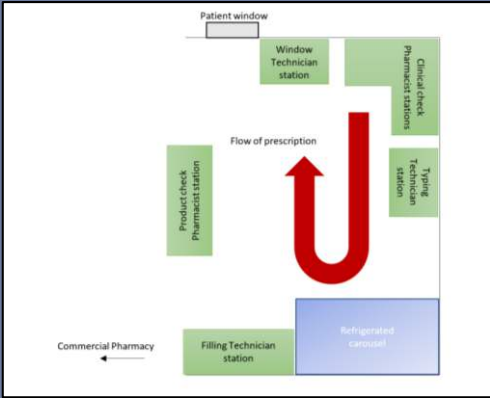 Patient window
Window
Technician
station
Clinical check
Pharmacist stations
Flow of prescription
Typing
Technician
station
Product check
Pharmacist station
Refrigerated
carousel
Commercial Pharmacy
Filling Technician
station